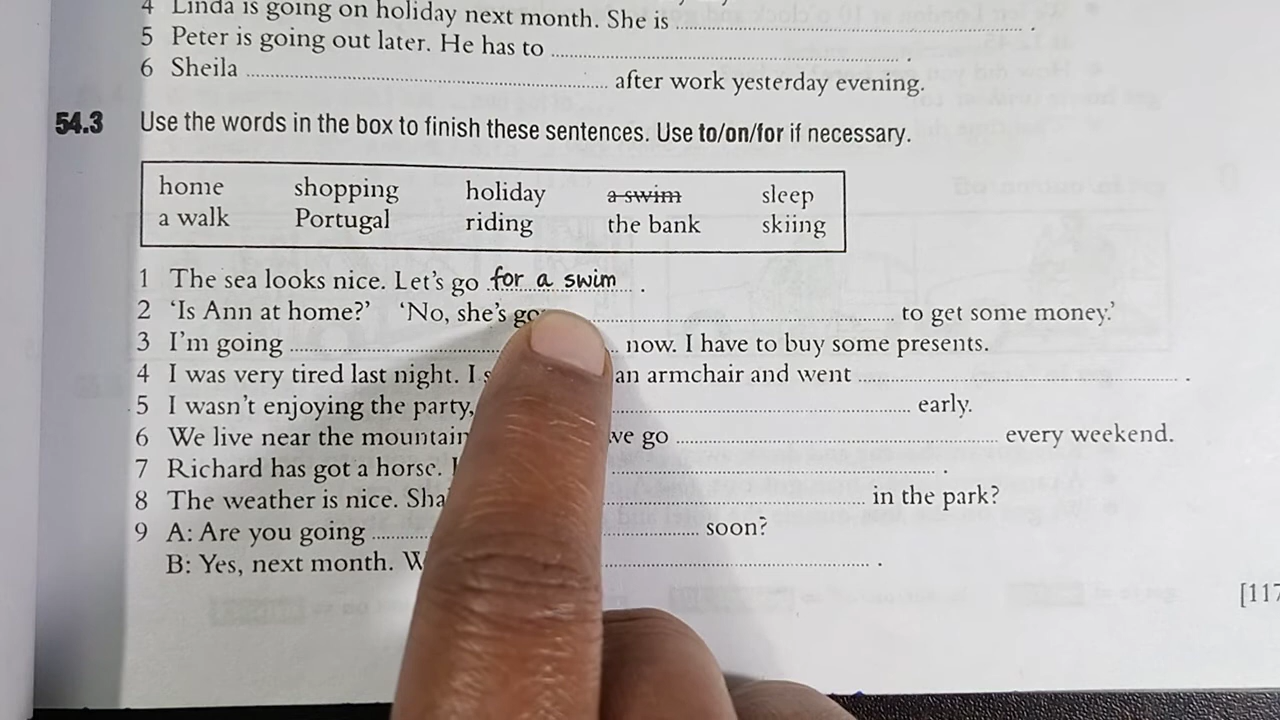 4 Linda is going on holiday next month. She is .
5 Peter is going out later. He has to .
6 Sheila after work yesterday evening.
54.3 Use the words in the box to finish these sentences. Use to/on/for if necessary.
home shopping holiday a swim sleep
a walk Portugal riding the bank skiing
1 The sea looks nice. Let's go for a swim .
2 'Is Ann at home?' 'No, she's to get some money.'
3 I'm going now. I have to buy some presents.
4 I was very tired last night. I an armchair and went .
5 I wasn't enjoying the party, early.
6 We live near the go every weekend.
7 Richard has got a horse. .
8 The weather is nice. in the park?
9 A: Are you going soon?
B: Yes, next month. .